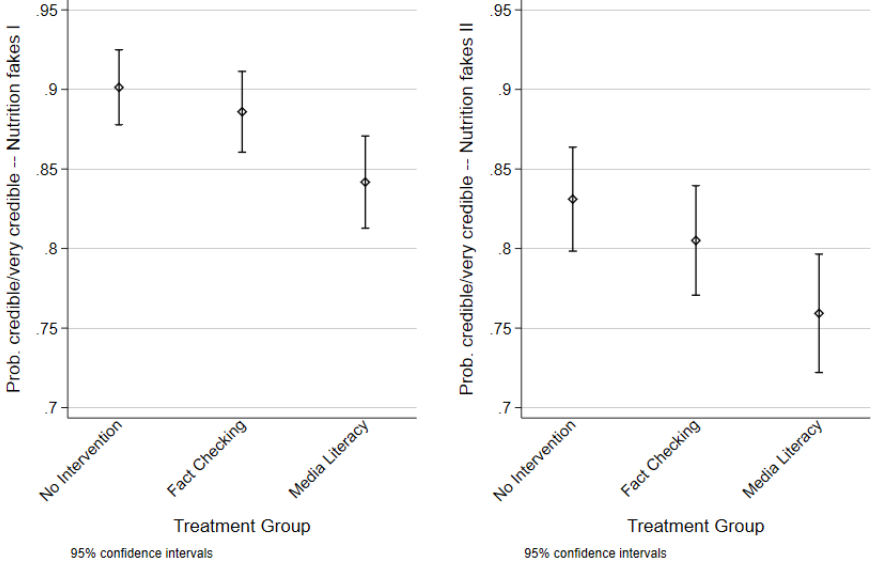 Prob. credible/very credible -- Nutrition fakes I
.95
.9
.85
.8
.75
.7
No Intervention
Fact Checking
Media Literacy
Treatment Group
95% confidence intervals
Prob. credible/very credible -- Nutrition fakes II
.95
.9
.85
.8
.75
.7
No Intervention
Fact Checking
Media Literacy
Treatment Group
95% confidence intervals